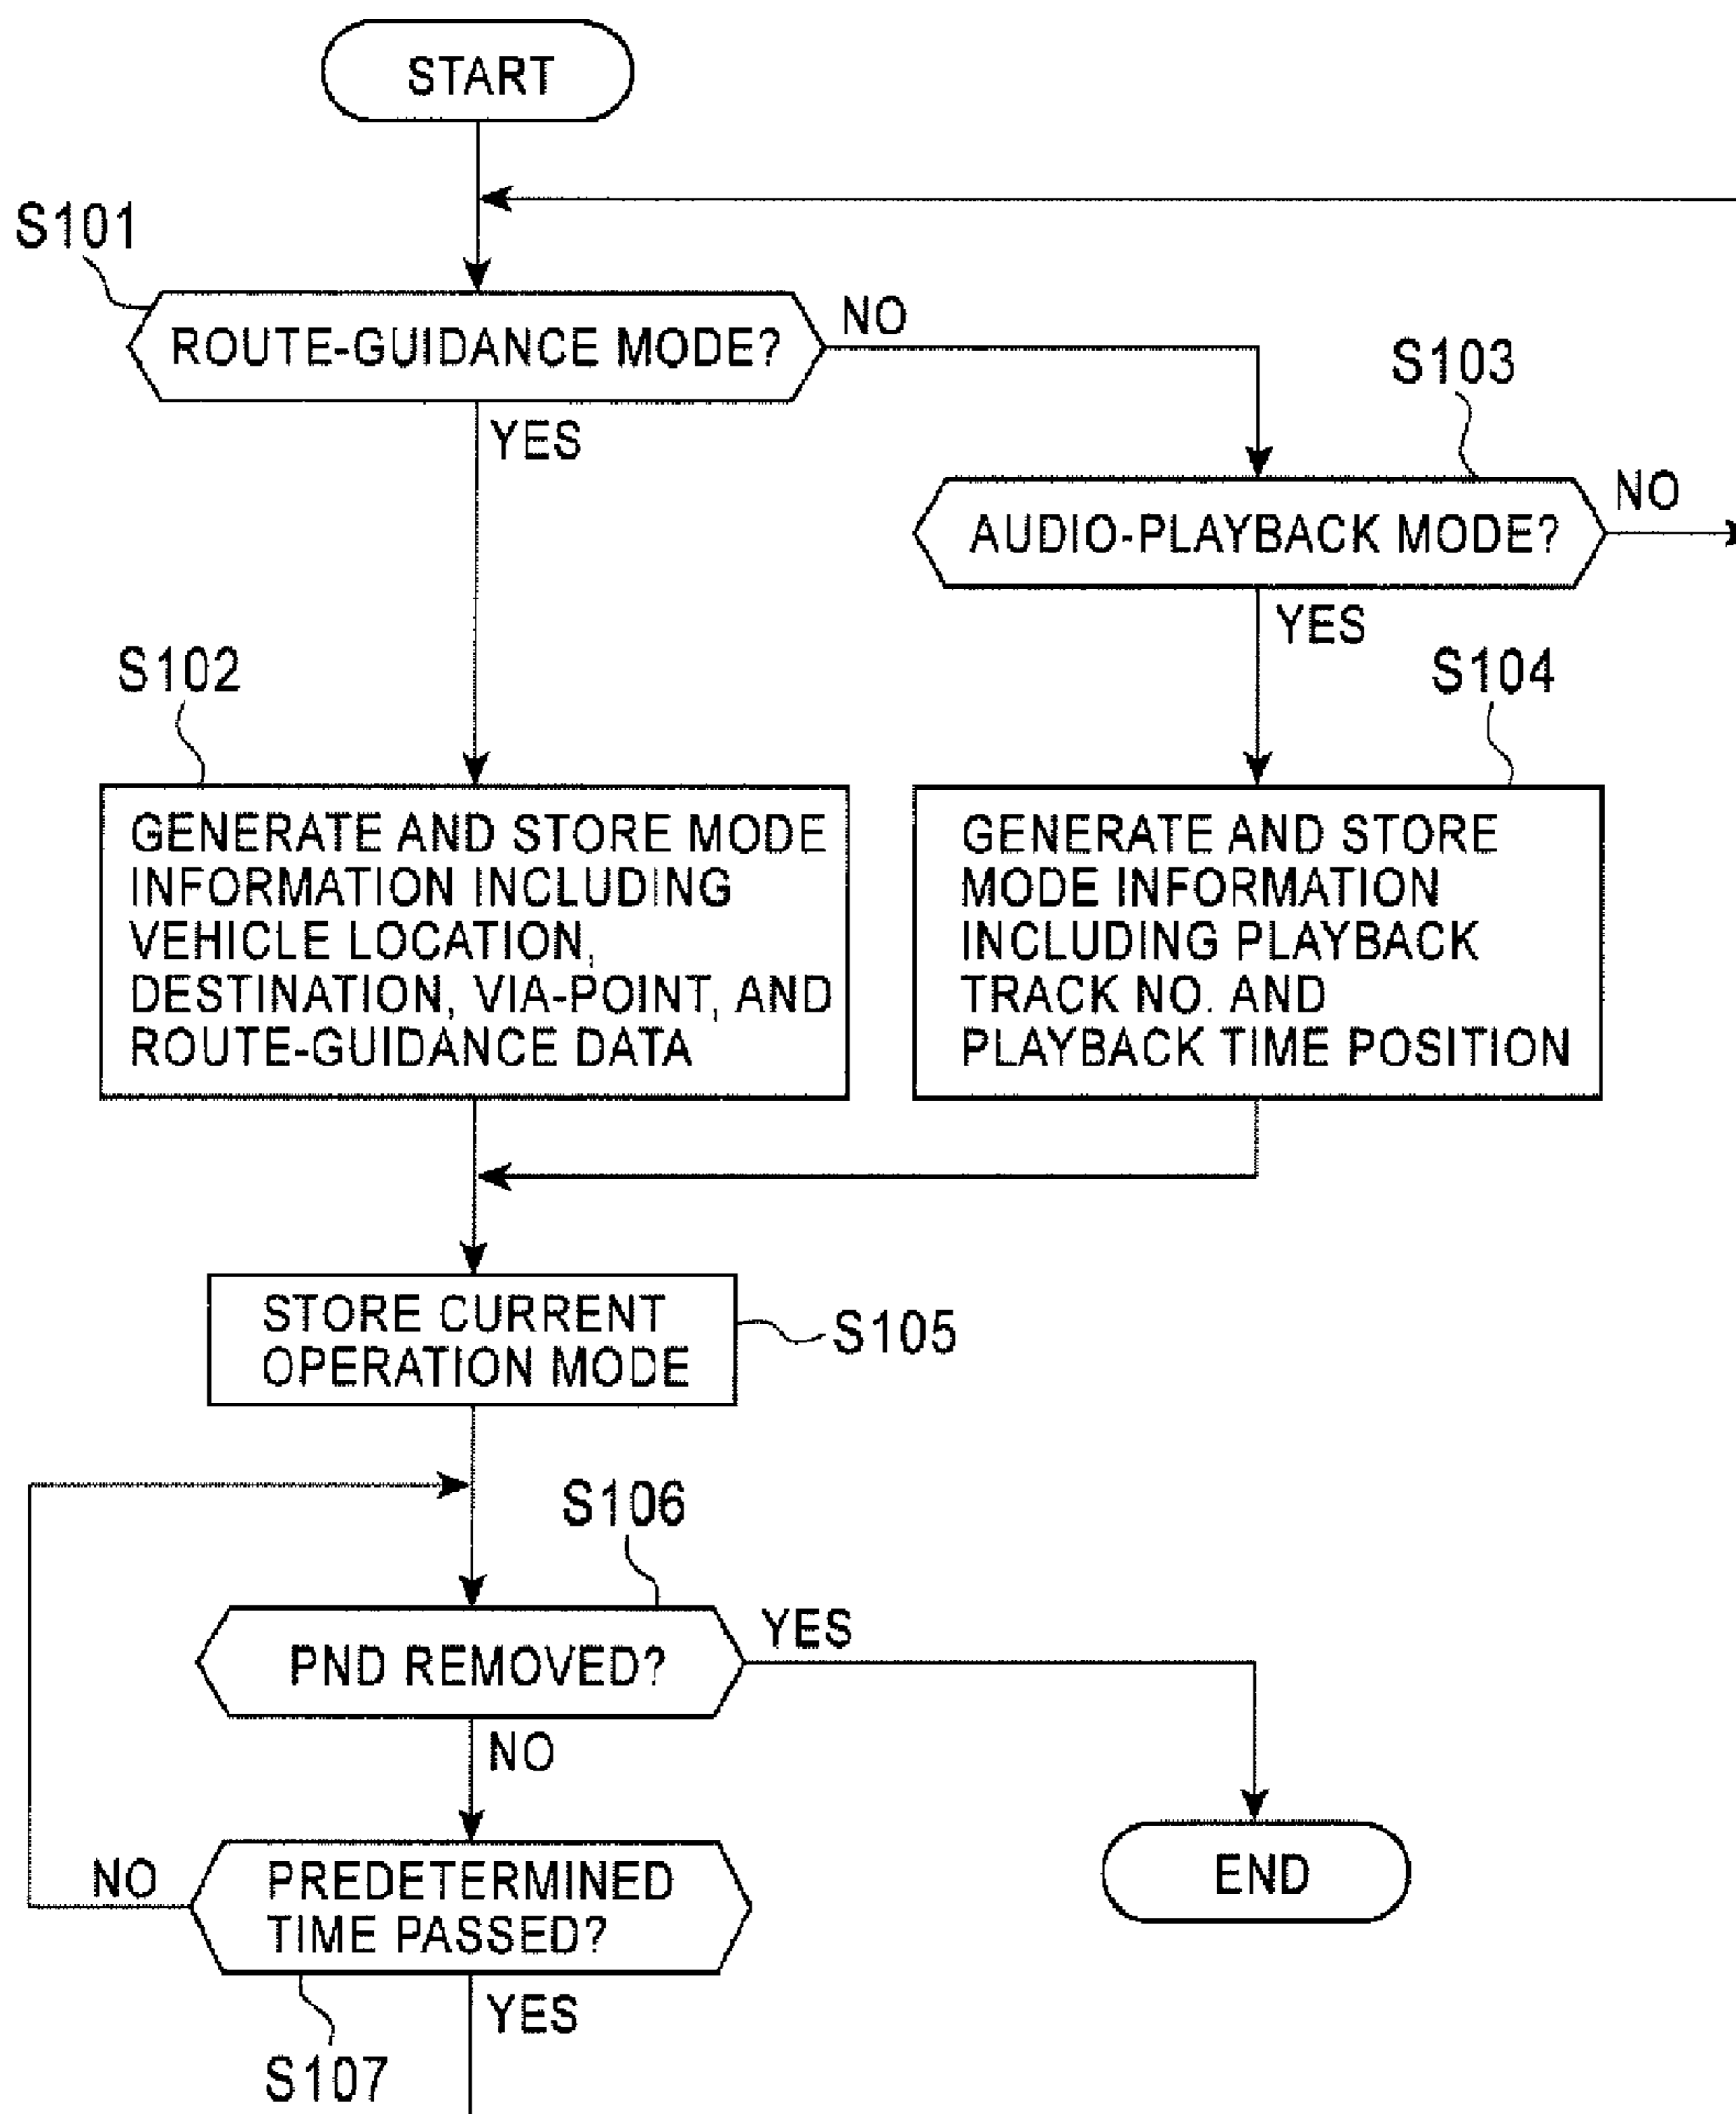 START
S101
ROUTE-GUIDANCE MODE?
NO
YES
S103
AUDIO-PLAYBACK MODE?
NO
YES
S102
GENERATE AND STORE MODE
INFORMATION INCLUDING
VEHICLE LOCATION,
DESTINATION, VIA-POINT, AND
ROUTE-GUIDANCE DATA
S104
GENERATE AND STORE
MODE INFORMATION
INCLUDING PLAYBACK
TRACK NO. AND
PLAYBACK TIME POSITION
STORE CURRENT
OPERATION MODE
S105
S106
PND REMOVED?
YES
NO
NO
PREDETERMINED
TIME PASSED?
END
YES
S107